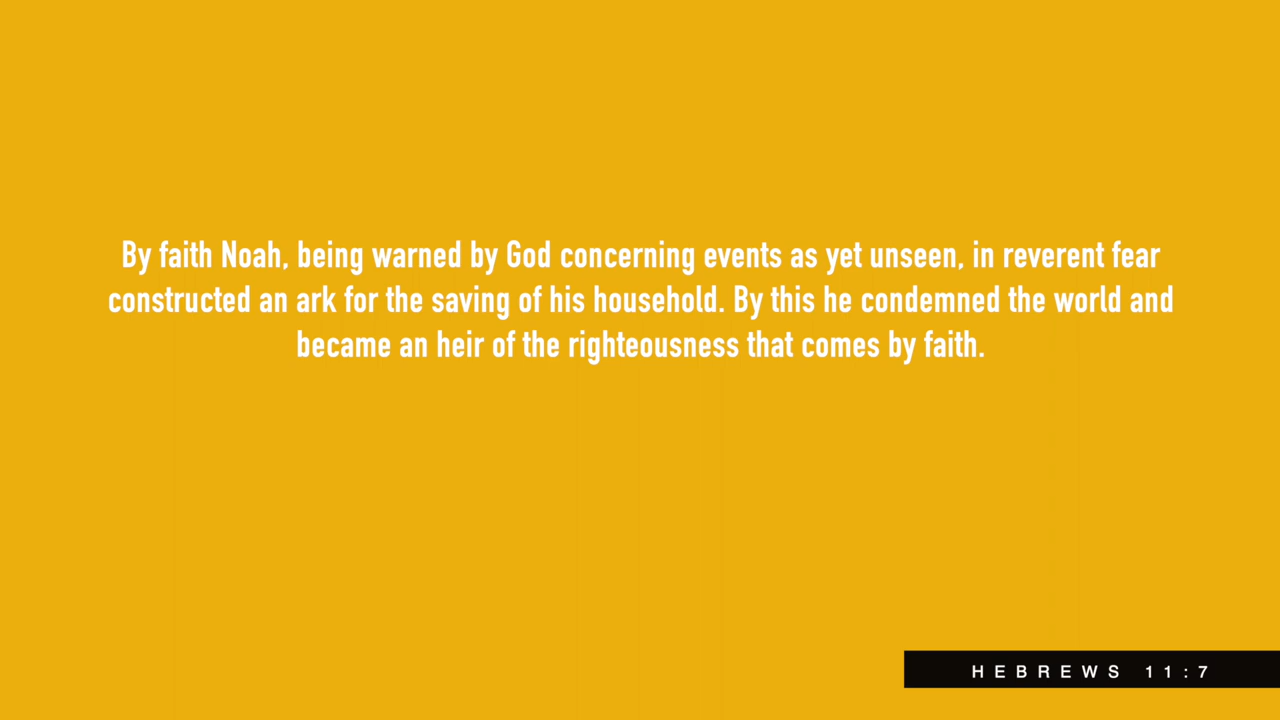 By faith Noah, being warned by God concerning events as yet unseen, in reverent fear
constructed an ark for the saving of his household. By this he condemned the world and
became an heir of the righteousness that comes by faith.
HEBREWS 11:7